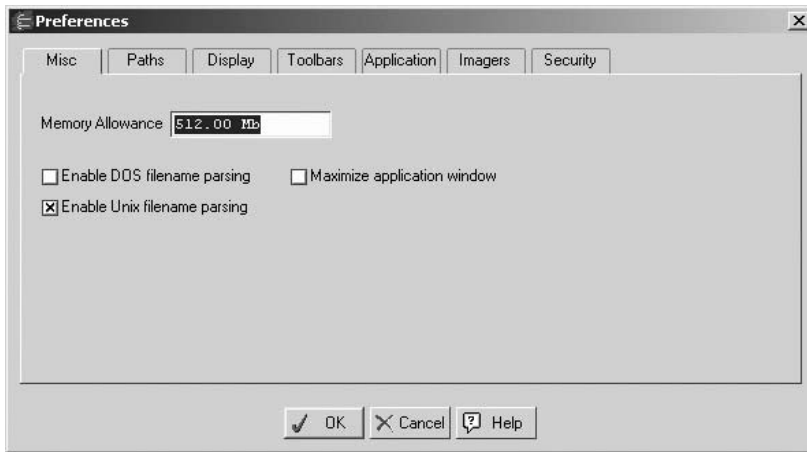 Preferences
Misc Paths Display Toolbars Application Imagers Security
Memory Allowance 512.00 Mb
Enable DOS filename parsing Maximize application window
Enable Unix filename parsing
OK Cancel Help